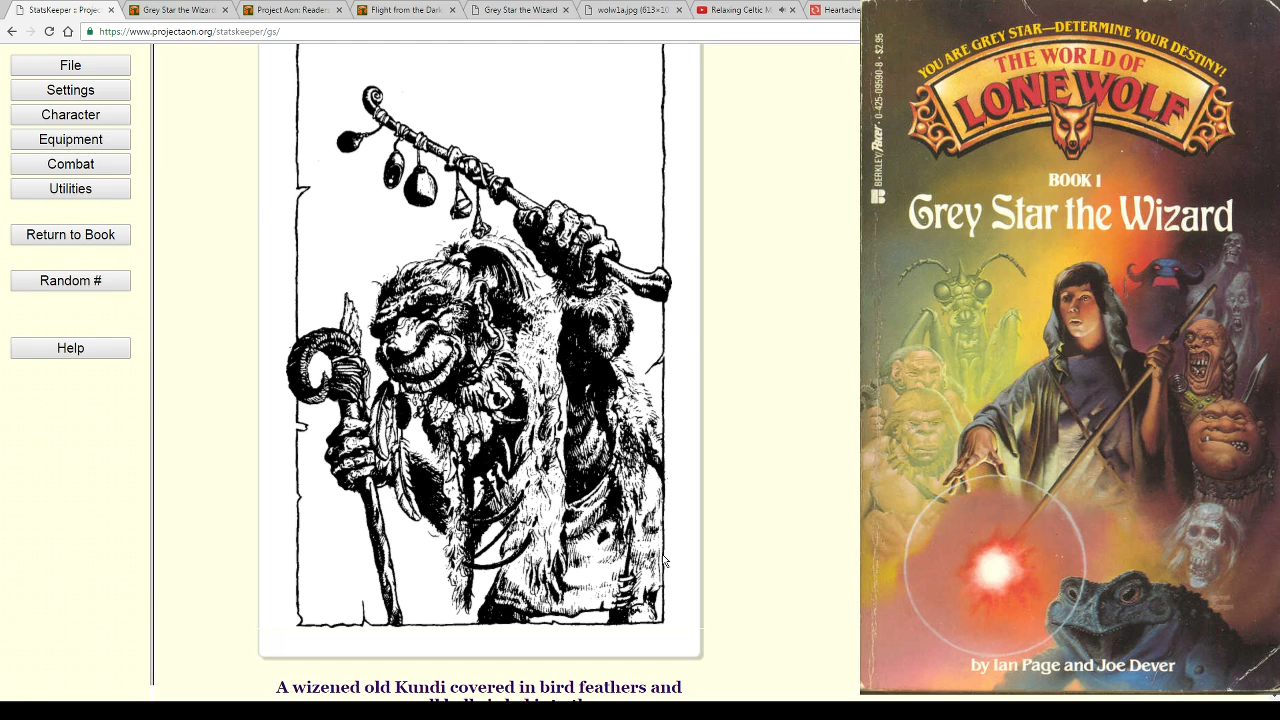 StatsKeeper :: Projec
Grey Star the Wizard
Project Aon: Readers
Flight from the Dark
Grey Star the Wizard
wolw1a.jpg (613×10
Relaxing Celtic M
Heartache
https://www.projectaon.org/statskeeper/gs/
File
Settings
Character
Equipment
Combat
Utilities
Return to Book
Random #
Help
A wizened old Kundi covered in bird feathers and
BERKLEY/Pacer • 0-425-09590-8 • $2.95
YOU ARE GREY STAR—DETERMINE YOUR DESTINY!
THE WORLD OF
LONE WOLF
BOOK 1
Grey Star the Wizard
by Ian Page and Joe Dever